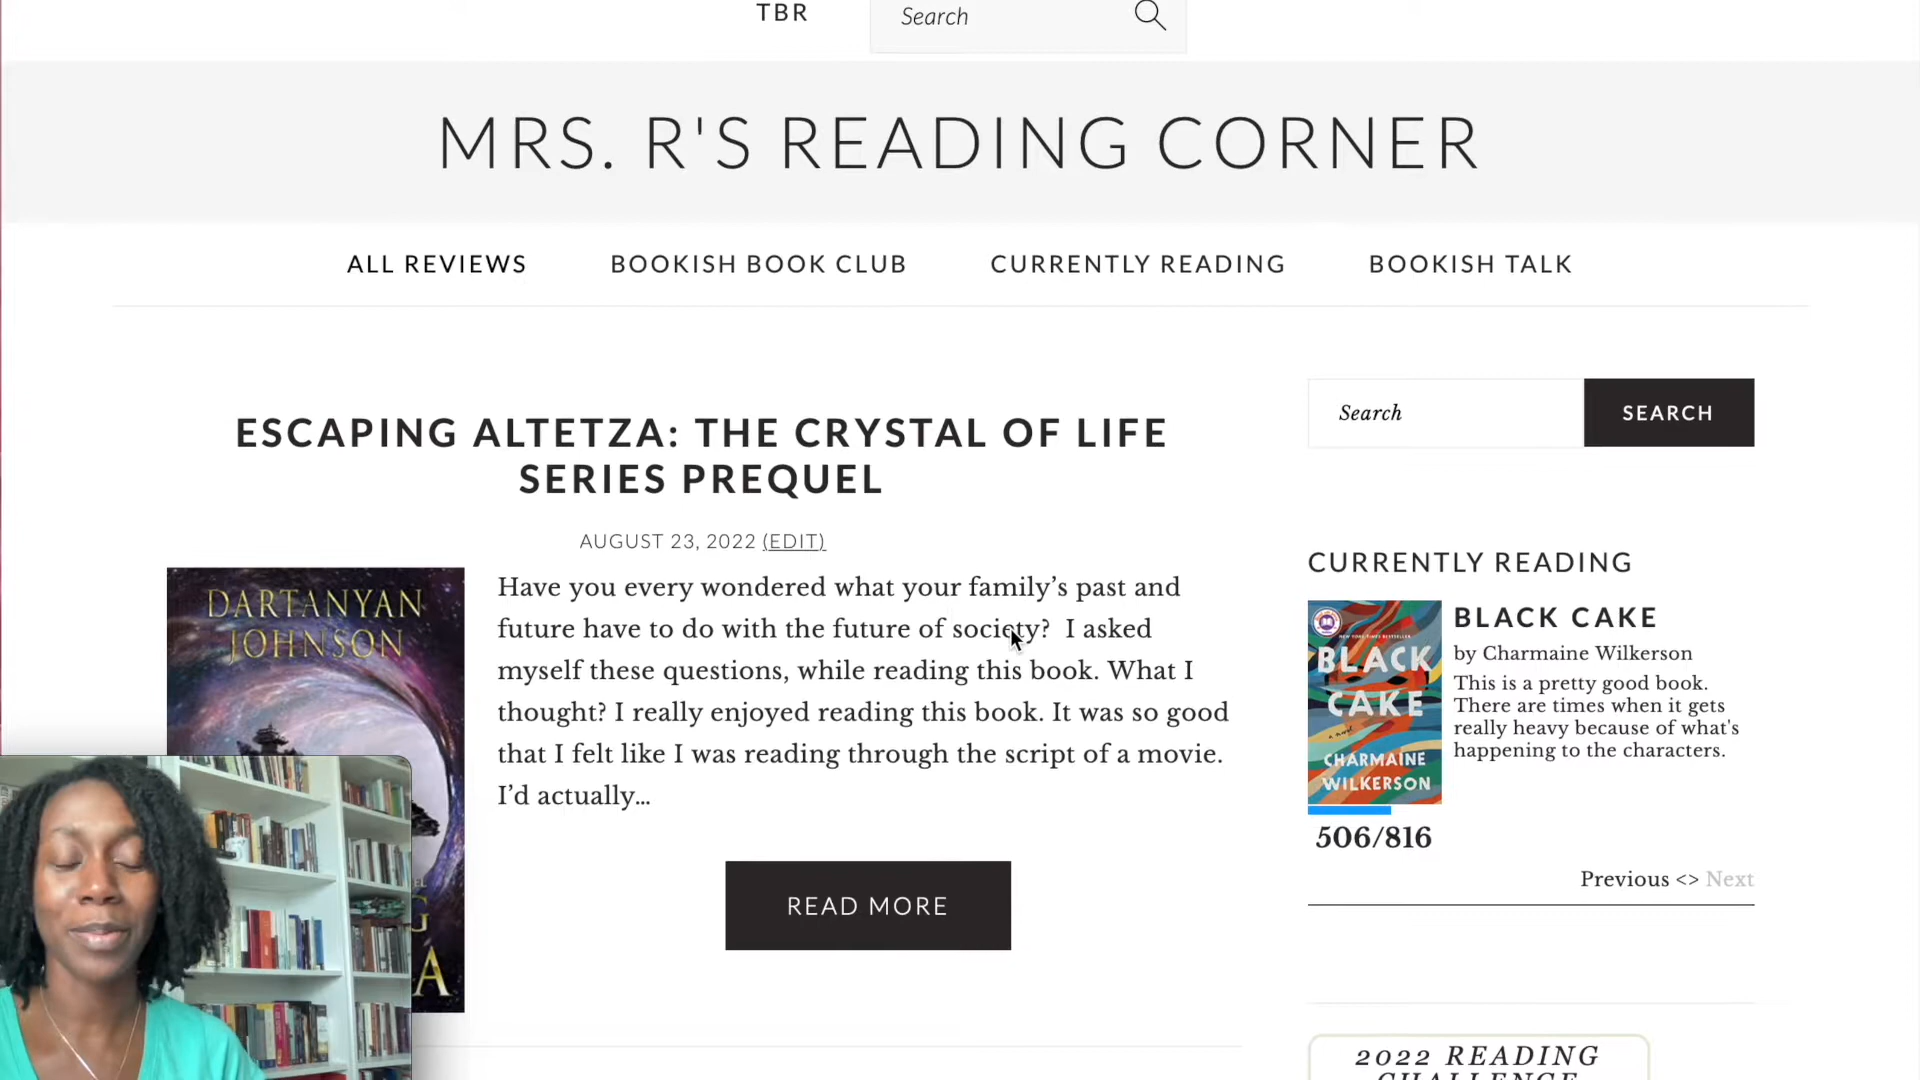 TBR
Search
MRS. R'S READING CORNER
ALL REVIEWS
BOOKISH BOOK CLUB
CURRENTLY READING
BOOKISH TALK
ESCAPING ALTETZA: THE CRYSTAL OF LIFE
SERIES PREQUEL
AUGUST 23, 2022 (EDIT)
DARTANYAN
JOHNSON
Have you every wondered what your family’s past and
future have to do with the future of society?  I asked
myself these questions, while reading this book. What I
thought? I really enjoyed reading this book. It was so good
that I felt like I was reading through the script of a movie.
I’d actually…
READ MORE
Search
SEARCH
CURRENTLY READING
BLACK
CAKE
a novel
CHARMAINE
WILKERSON
BLACK CAKE
by Charmaine Wilkerson
This is a pretty good book.
There are times when it gets
really heavy because of what's
happening to the characters.
506/816
Previous <> Next
2022 READING
CHALLENGE